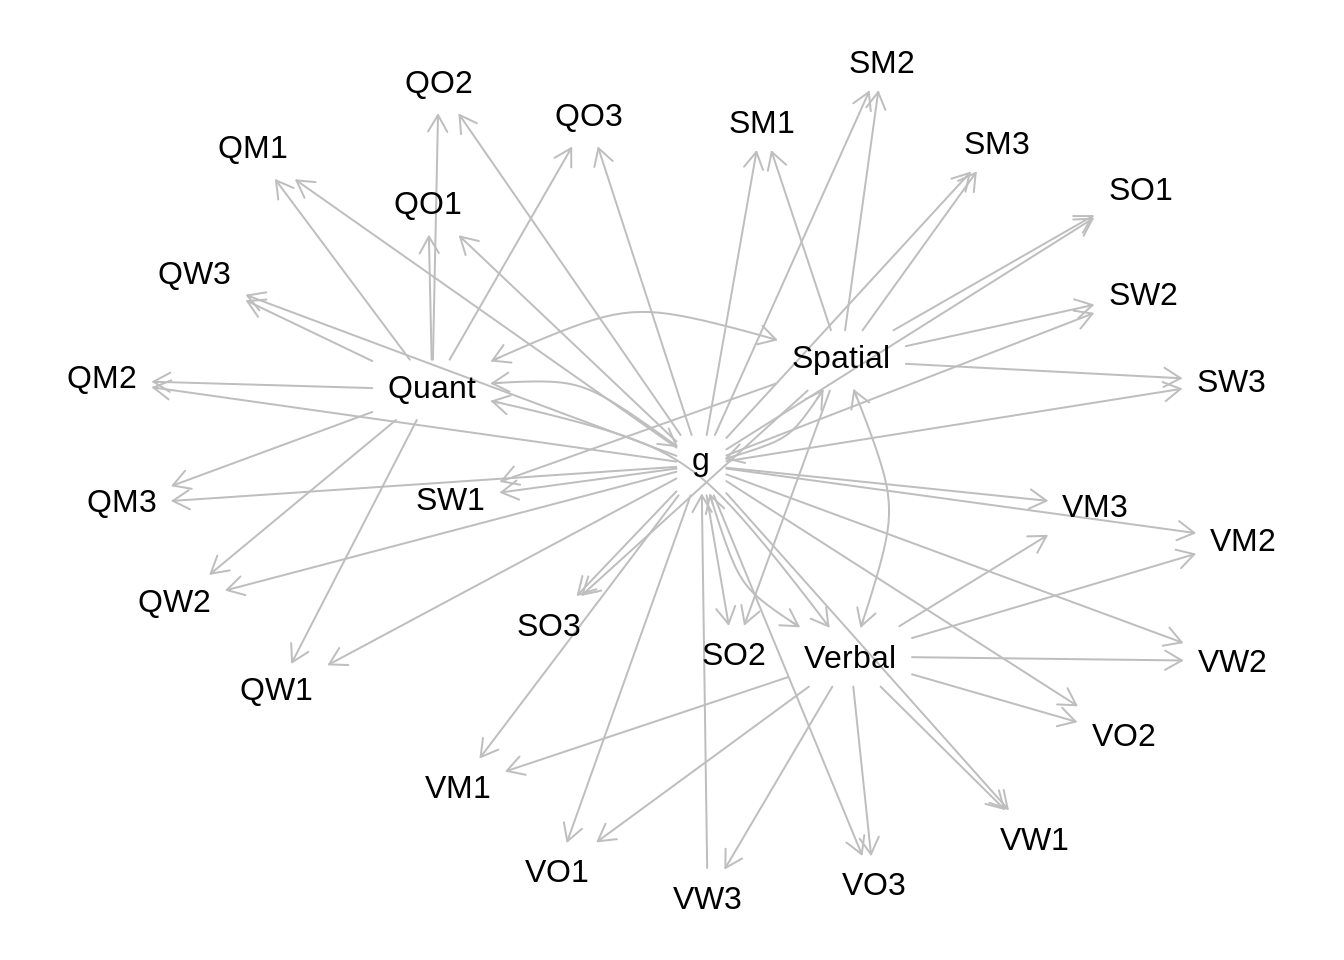 SM2
QO2
QO3
SM1
QM1
SM3
SO1
QO1
QW3
SW2
Spatial
QM2
Quant
SW3
g
QM3
SW1
VM3
VM2
QW2
SO3
SO2
Verbal
VW2
QW1
VO2
VM1
VW1
VO1
VO3
VW3